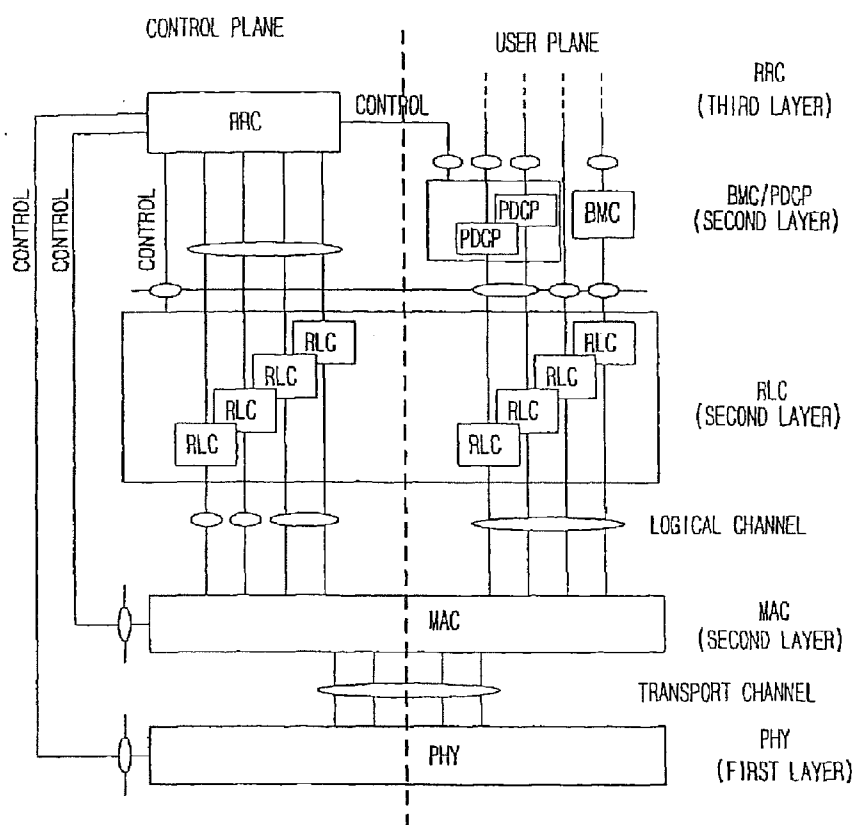 CONTROL PLANE
USER PLANE
RRC
(THIRD LAYER)
RRC
CONTROL
CONTROL
CONTROL
CONTROL
PDCP
PDCP
BMC
BMC/PDCP
(SECOND LAYER)
RLC
RLC
RLC
RLC
RLC
RLC
RLC
RLC
RLC
(SECOND LAYER)
LOGICAL CHANNEL
MAC
MAC
(SECOND LAYER)
TRANSPORT CHANNEL
PHY
PHY
(FIRST LAYER)